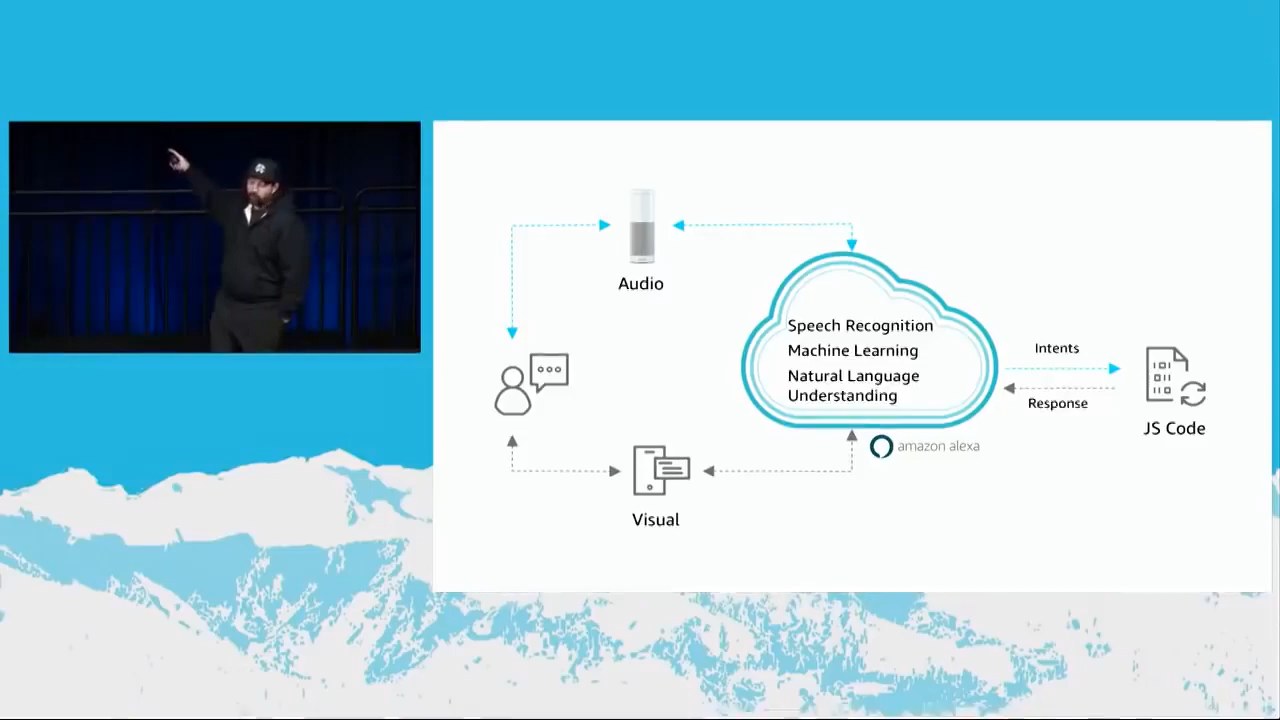 Audio
Speech Recognition
Machine Learning
Natural Language
Understanding
Intents
Response
JS Code
amazon alexa
Visual